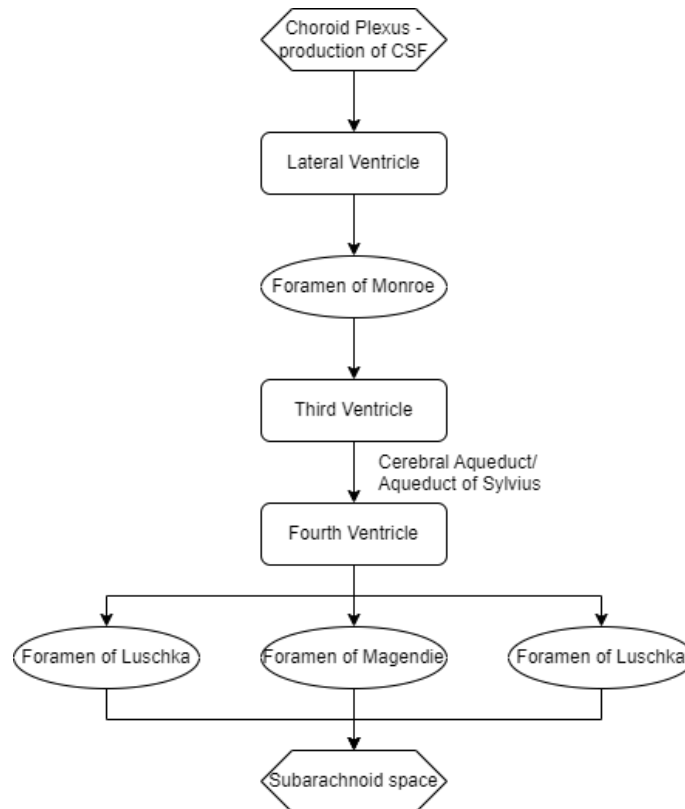 Choroid Plexus -
production of CSF
Lateral Ventricle
Foramen of Monroe
Third Ventricle
Cerebral Aqueduct/
Aqueduct of Sylvius
Fourth Ventricle
Foramen of Luschka
Foramen of Magendie
Foramen of Luschka
Subarachnoid space